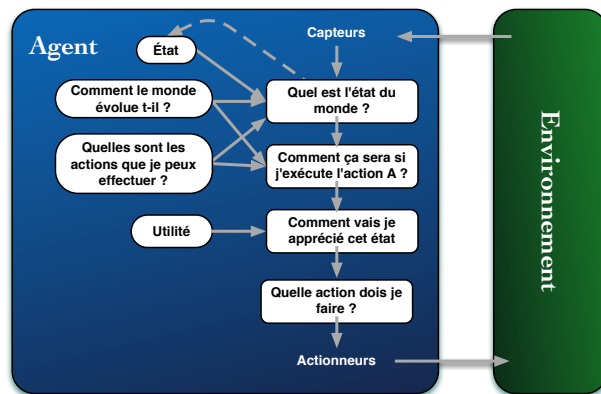 Agent
Capteurs
État
Comment le monde
évolue t-il ?
Quel est l'état du
monde ?
Quelles sont les
actions que je peux
effectuer ?
Comment ça sera si
j'exécute l'action A ?
Utilité
Comment vais je
apprécié cet état
Quelle action dois je
faire ?
Actionneurs
Environnement